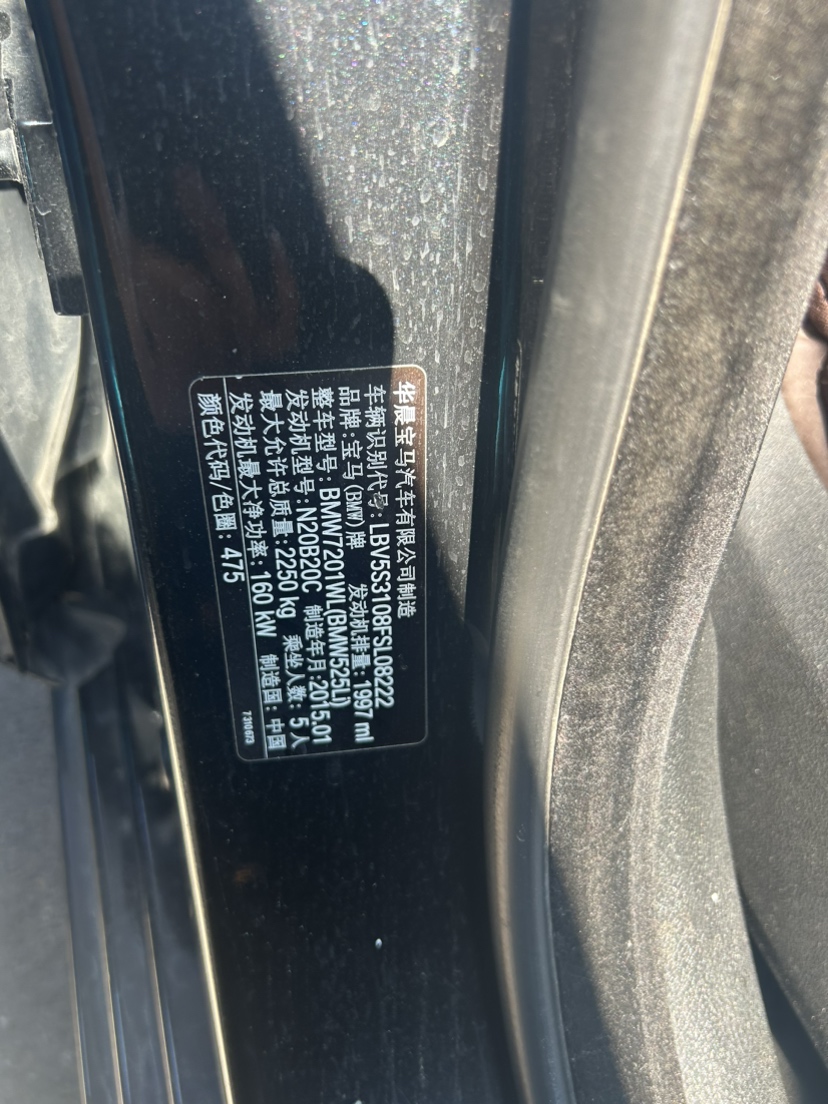 华晨宝马汽车有限公司制造
车辆识别代号: LBV5S3108FSL08222
品牌: 宝马(BMW)牌 发动机排量: 1997 ml
整车型号: BMW7201WL(BMW525Li)
发动机型号: N20B20C 制造年月: 2015.01
最大允许总质量: 2250 kg 乘坐人数: 5 人
发动机最大净功率: 160 kW 制造国: 中国
颜色代码/色圈: 475
7 310 673